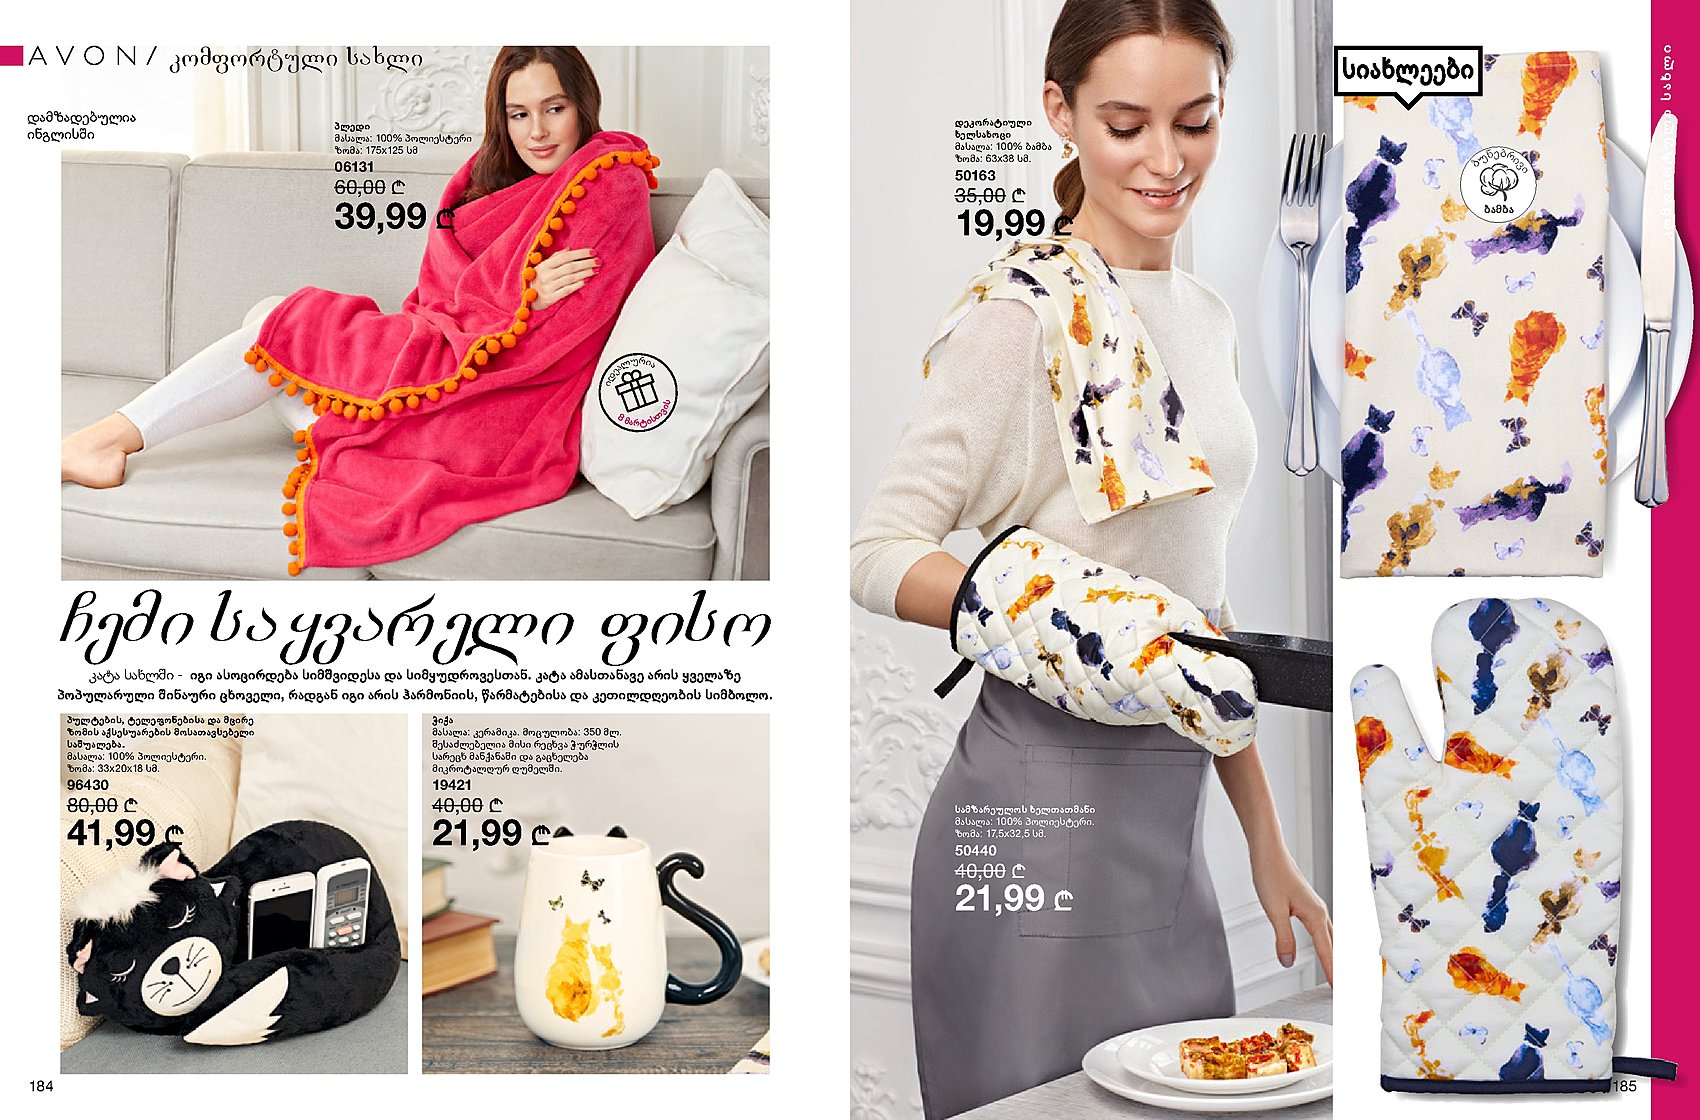 AVON/ კომფორტული სახლი
დამზადებულია
ინგლისში
პლედი
მასალა: 100% პოლიესტერი
ზომა: 175x125 სმ
06131
60,00 ₾
39,99 ₾
იდეალურია
8 მარტისთვის
ჩემი საყვარელი ფისო
კატა სახლში - იგი ასოცირდება სიმშვიდესა და სიმყუდროვესთან. კატა ამასთანავე არის ყველაზე
პოპულარული შინაური ცხოველი, რადგან იგი არის ჰარმონიის, წარმატებისა და კეთილდღეობის სიმბოლო.
პულტების, ტელეფონებისა და მცირე
ზომის აქსესუარების მოსათავსებელი
საშუალება.
მასალა: 100% პოლიესტერი.
ზომა: 33x20x18 სმ.
96430
80,00 ₾
41,99 ₾
ჭიქა
მასალა: კერამიკა. მოცულობა: 350 მლ.
შესაძლებელია მისი რეცხვა ჭურჭლის
სარეცხ მანქანაში და გაცხელება
მიკროტალღურ ღუმელში.
19421
40,00 ₾
21,99 ₾
184
დეკორატიული
ხელსახოცი
მასალა: 100% ბამბა
ზომა: 63x38 სმ.
50163
35,00 ₾
19,99 ₾
სიახლეები
ბუნებრივი
ბამბა
სახლი
სამზარეულოს ხელთათმანი
მასალა: 100% პოლიესტერი.
ზომა: 17,5x32,5 სმ.
50440
40,00 ₾
21,99 ₾
185